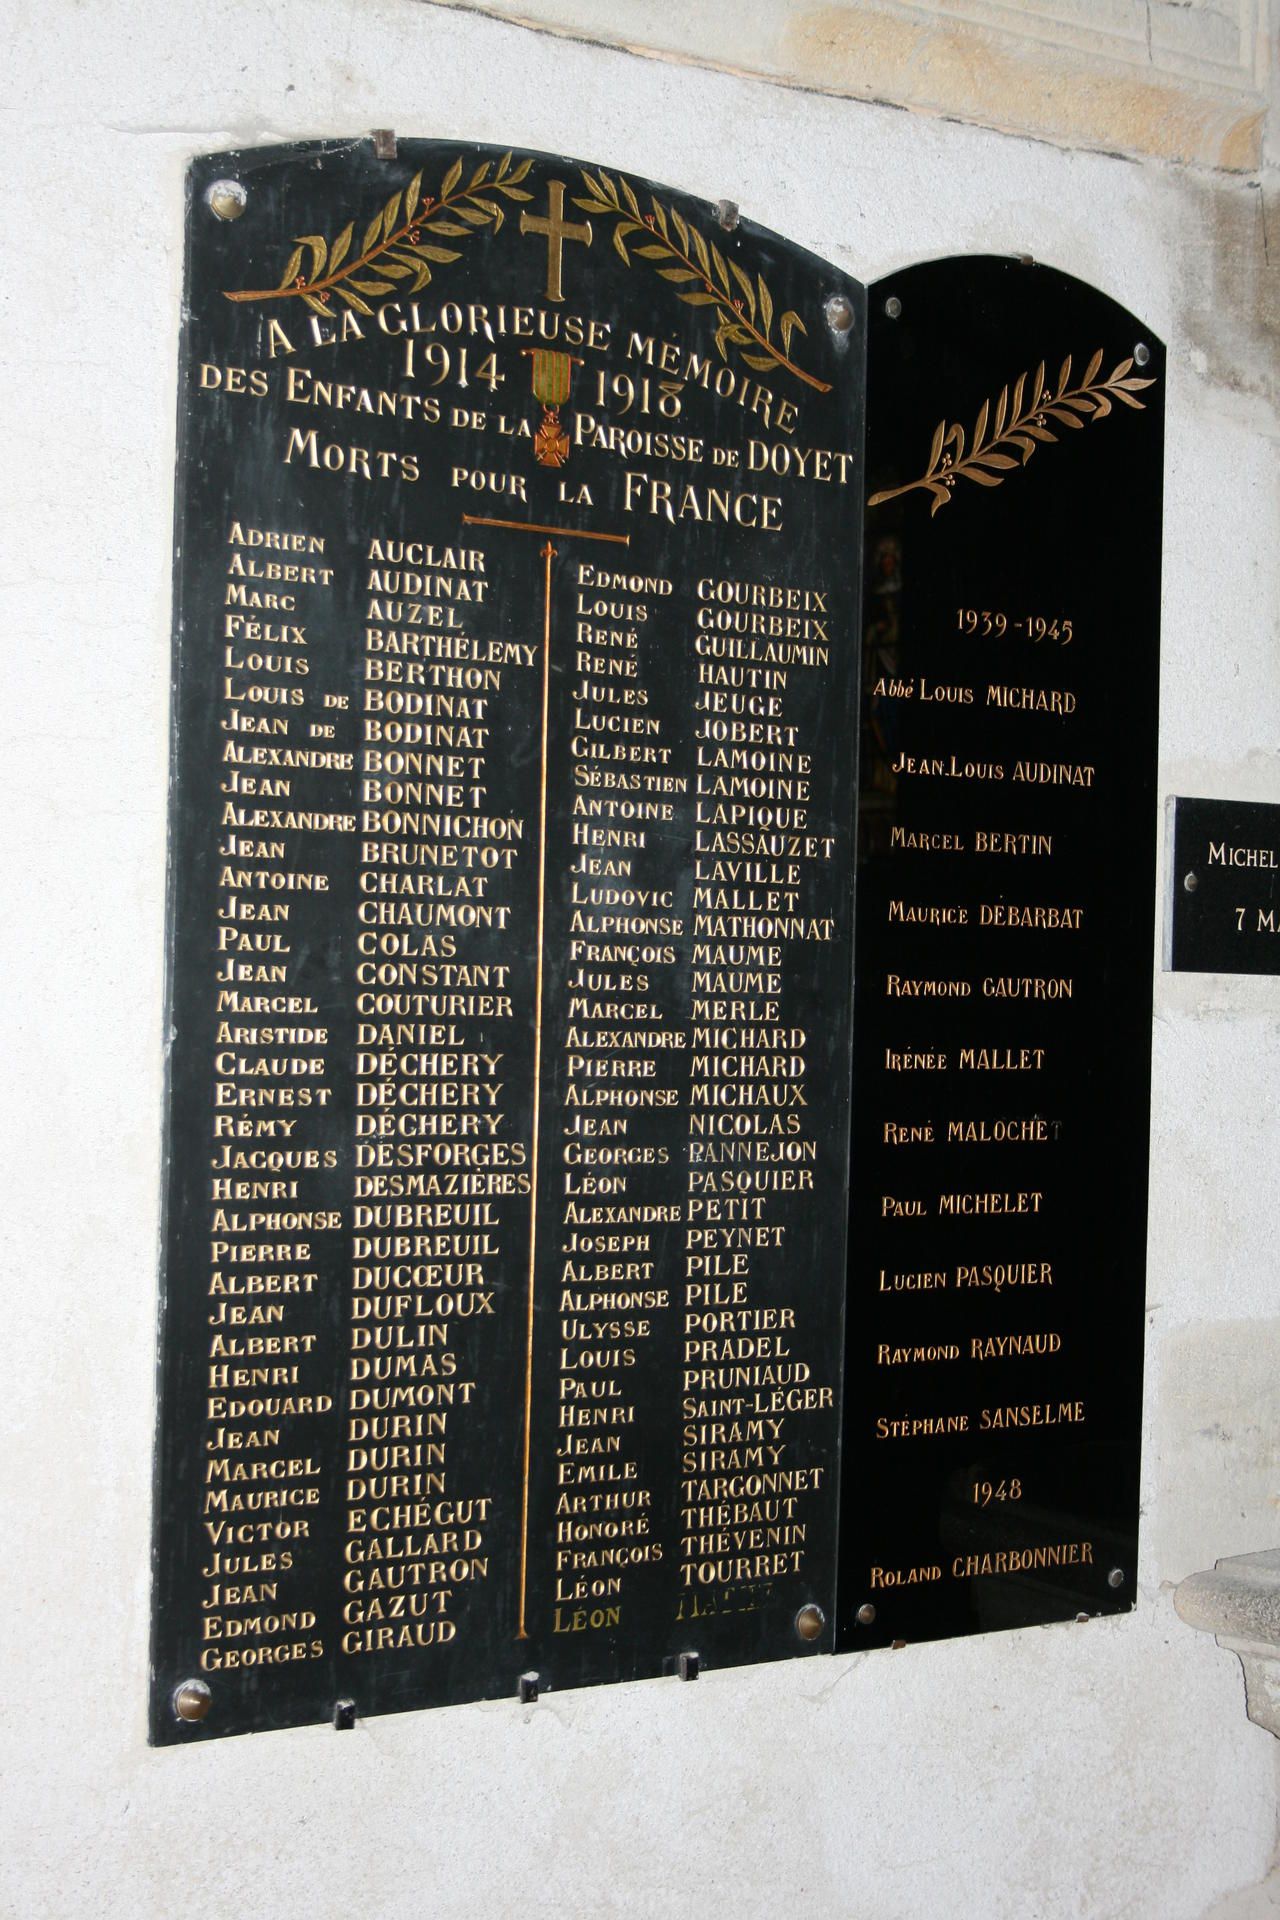 A LA GLORIEUSE MÉMOIRE
1914 1918
DES ENFANTS DE LA PAROISSE DE DOYET
MORTS POUR LA FRANCE
ADRIEN AUCLAIR
ALBERT AUDINAT
MARC AUZEL
FÉLIX BARTHÉLEMY
LOUIS BERTHON
LOUIS DE BODINAT
JEAN DE BODINAT
ALEXANDRE BONNET
JEAN BONNET
ALEXANDRE BONNICHON
JEAN BRUNETOT
ANTOINE CHARLAT
JEAN CHAUMONT
PAUL COLAS
JEAN CONSTANT
MARCEL COUTURIER
ARISTIDE DANIEL
CLAUDE DÉCHERY
ERNEST DÉCHERY
RÉMY DÉCHERY
JACQUES DESFORGES
HENRI DESMAZIÈRES
ALPHONSE DUBREUIL
PIERRE DUBREUIL
ALBERT DUCŒUR
JEAN DUFLOUX
ALBERT DULIN
HENRI DUMAS
EDOUARD DUMONT
JEAN DURIN
MARCEL DURIN
MAURICE DURIN
VICTOR ECHÉGUT
JULES GALLARD
JEAN GAUTRON
EDMOND GAZUT
GEORGES GIRAUD
EDMOND GOURBEIX
LOUIS GOURBEIX
RENÉ GUILLAUMIN
RENÉ HAUTIN
JULES JEUGE
LUCIEN JOBERT
GILBERT LAMOINE
SÉBASTIEN LAMOINE
ANTOINE LAPIQUE
HENRI LASSAUZET
JEAN LAVILLE
LUDOVIC MALLET
ALPHONSE MATHONNAT
FRANÇOIS MAUME
JULES MAUME
MARCEL MERLE
ALEXANDRE MICHARD
PIERRE MICHARD
ALPHONSE MICHAUX
JEAN NICOLAS
GEORGES PANNEJON
LÉON PASQUIER
ALEXANDRE PETIT
JOSEPH PEYNET
ALBERT PILE
ALPHONSE PILE
ULYSSE PORTIER
LOUIS PRADEL
PAUL PRUNIAUD
HENRI SAINT-LÉGER
JEAN SIRAMY
EMILE SIRAMY
ARTHUR TARGONNET
HONORÉ THÉBAUT
FRANÇOIS THÉVENIN
LÉON TOURRET
LÉON
1939-1945
Abbé LOUIS MICHARD
JEAN-LOUIS AUDINAT
MARCEL BERTIN
MAURICE DÉBARBAT
RAYMOND GAUTRON
IRÉNÉE MALLET
RENÉ MALOCHET
PAUL MICHELET
LUCIEN PASQUIER
RAYMOND RAYNAUD
STÉPHANE SANSELME
1948
ROLAND CHARBONNIER
MICHEL
7